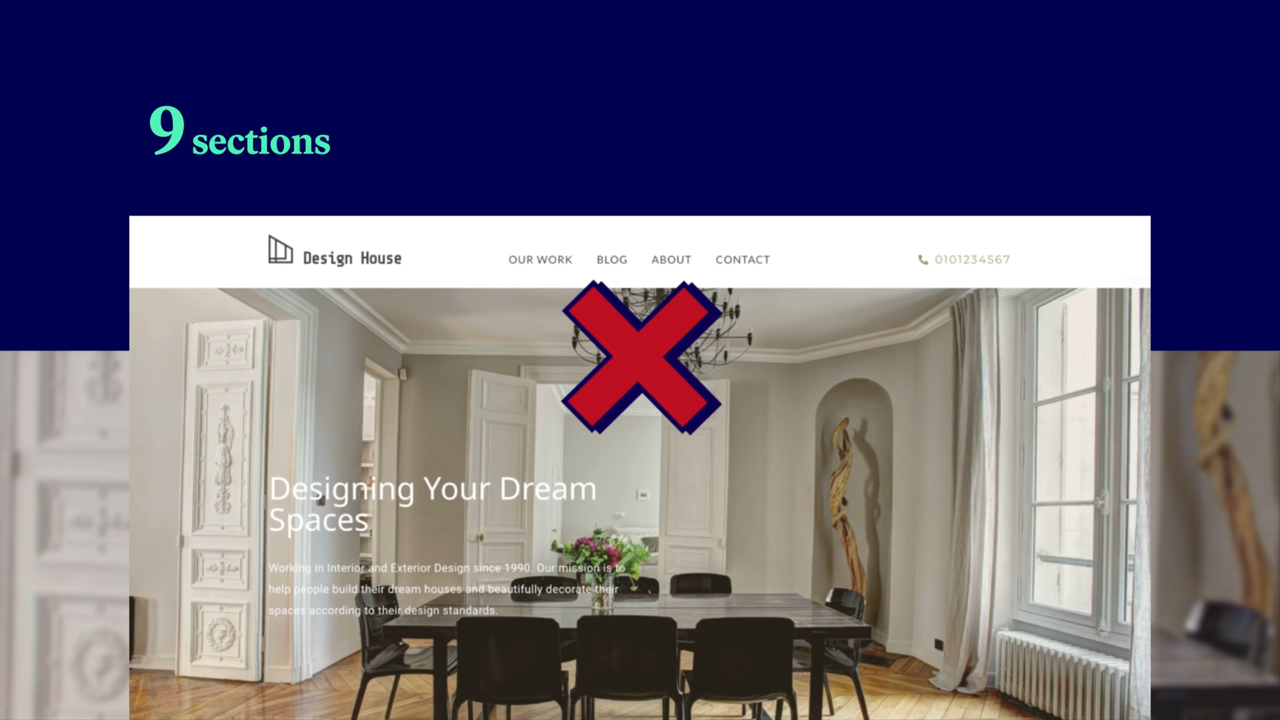 9 sections
Design House
OUR WORK
BLOG
ABOUT
CONTACT
0101234567
Designing Your Dream
Spaces
Working in Interior and Exterior Design since 1990. Our mission is to
help people build their dream houses and beautifully decorate their
spaces according to their design standards.